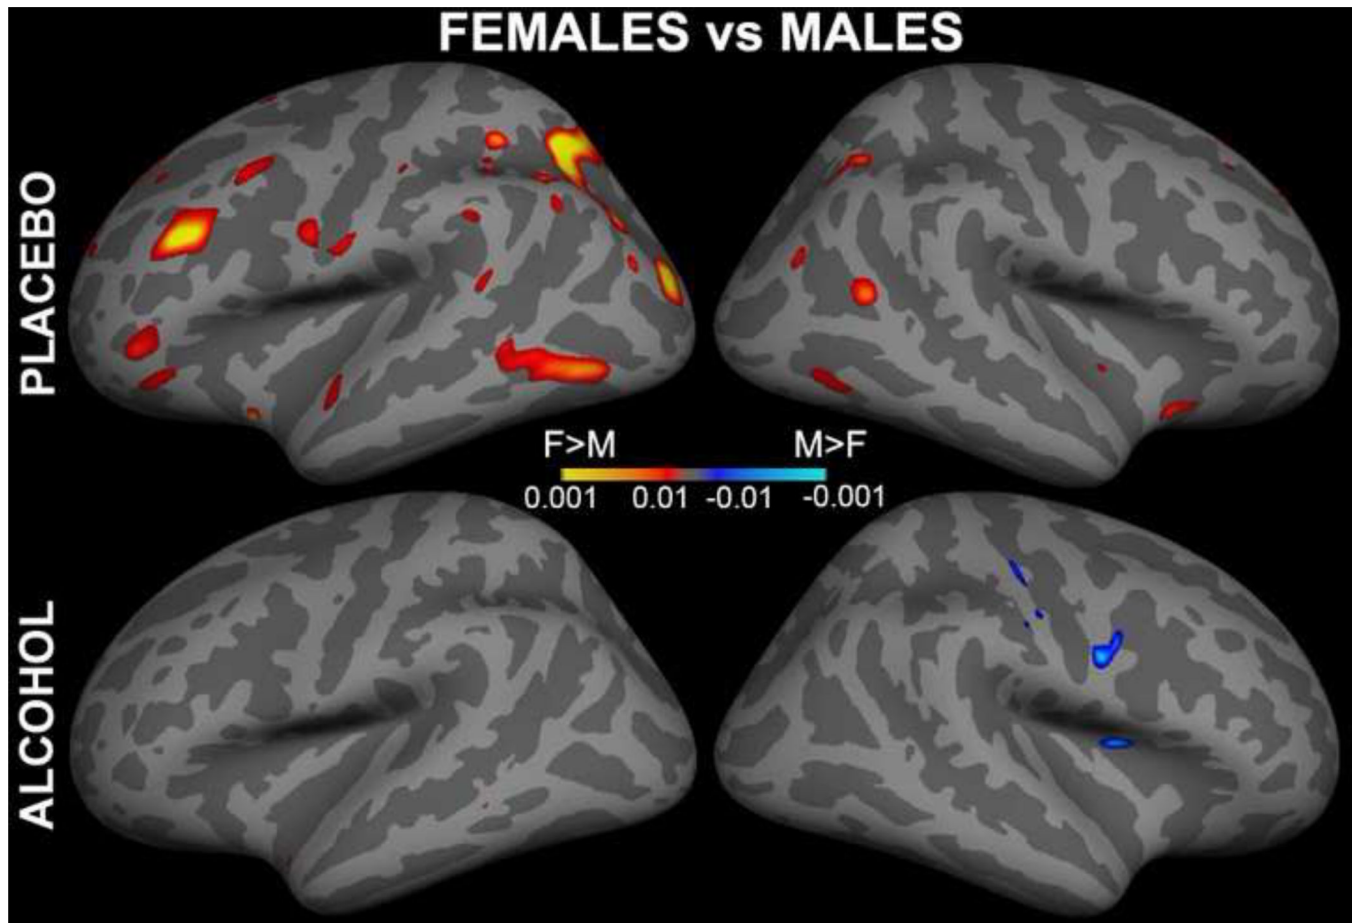 FEMALES vs MALES
PLACEBO
F>M M>F
0.001 0.01 -0.01 -0.001
ALCOHOL